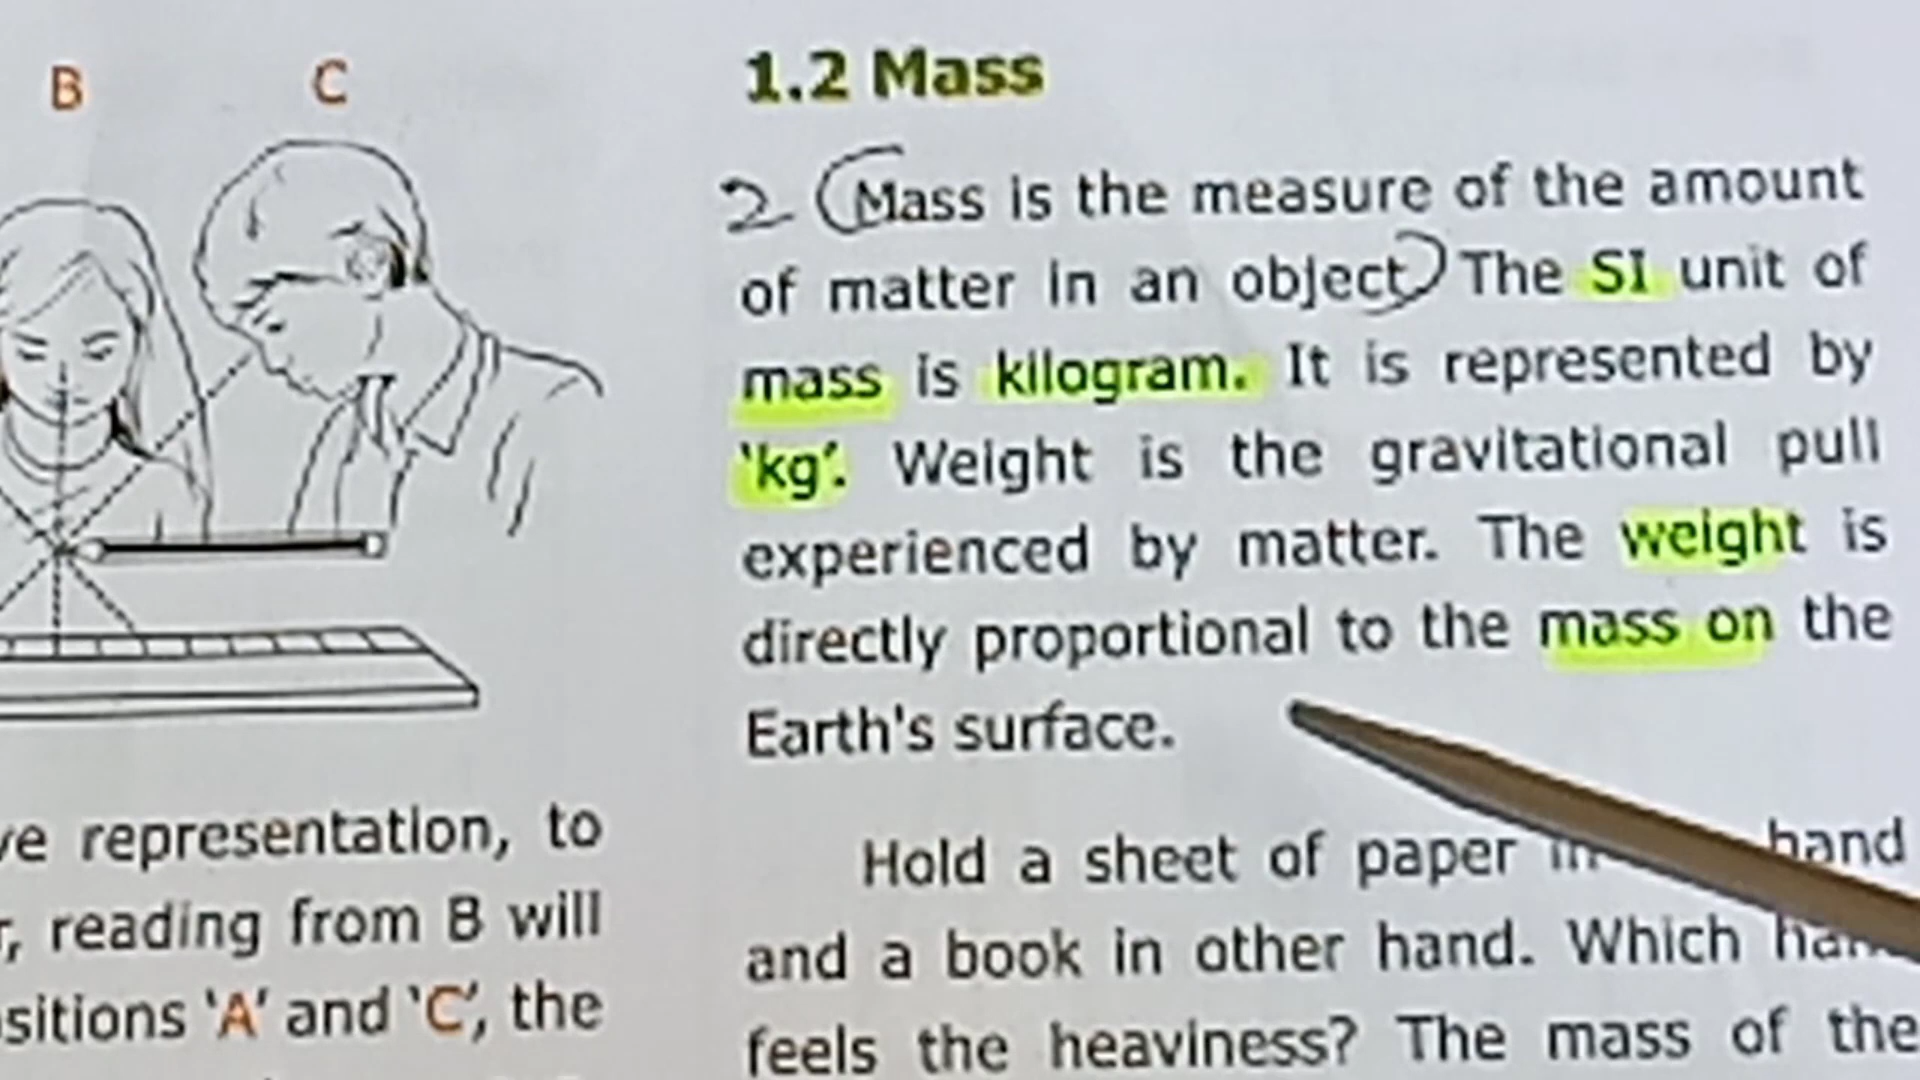 B C
ve representation, to
r, reading from B will
sitions 'A' and 'C', the
1.2 Mass
2 (Mass is the measure of the amount
of matter in an object) The SI unit of
mass is kilogram. It is represented by
'kg'. Weight is the gravitational pull
experienced by matter. The weight is
directly proportional to the mass on the
Earth's surface.
Hold a sheet of paper hand
and a book in other hand. Which
feels the heaviness? The mass of the